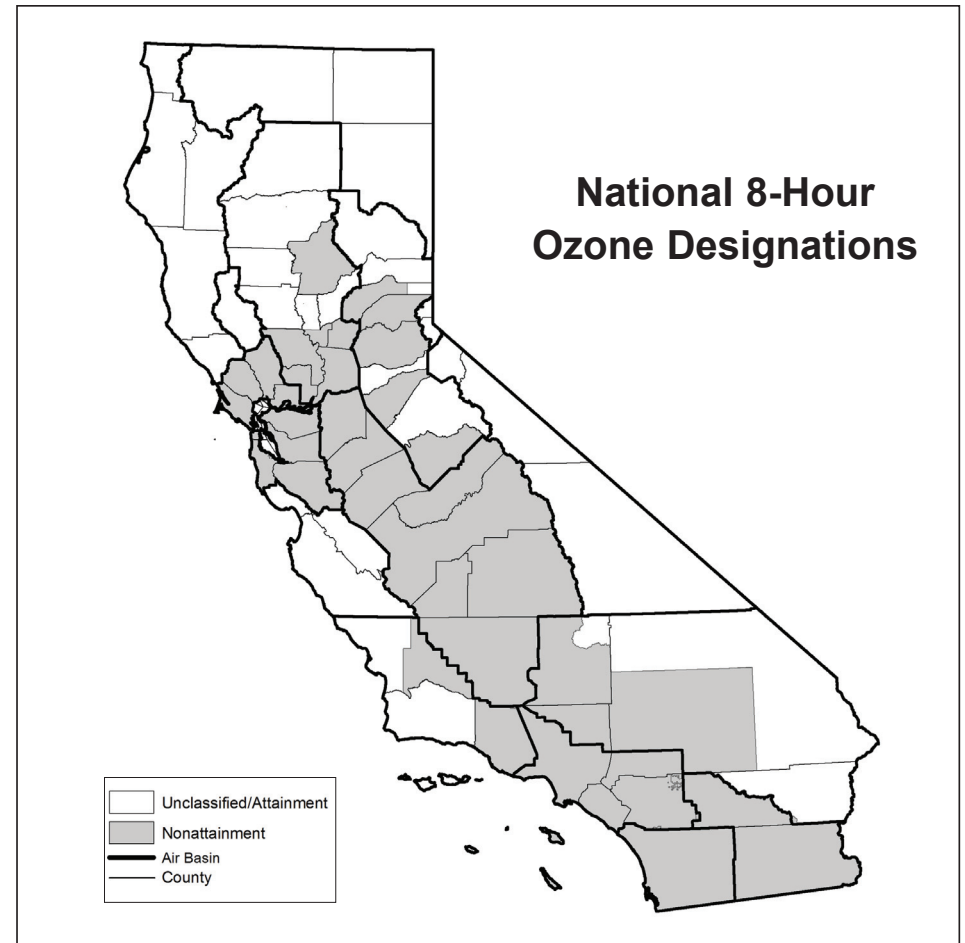 National 8-Hour
Ozone Designations
Unclassified/Attainment
Nonattainment
Air Basin
County